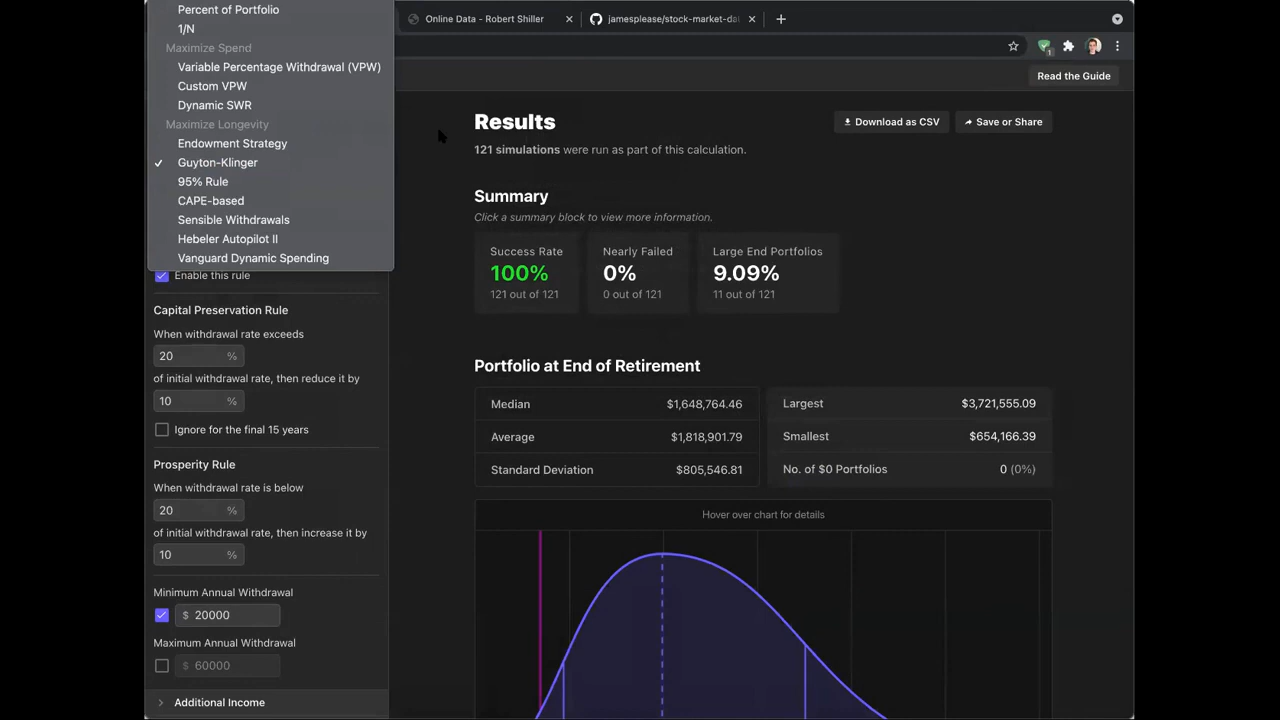 Percent of Portfolio
1/N
Maximize Spend
Variable Percentage Withdrawal (VPW)
Custom VPW
Dynamic SWR
Maximize Longevity
Endowment Strategy
Guyton-Klinger
95% Rule
CAPE-based
Sensible Withdrawals
Hebeler Autopilot II
Vanguard Dynamic Spending
Enable this rule
Capital Preservation Rule
When withdrawal rate exceeds
20 %
of initial withdrawal rate, then reduce it by
10 %
Ignore for the final 15 years
Prosperity Rule
When withdrawal rate is below
20 %
of initial withdrawal rate, then increase it by
10 %
Minimum Annual Withdrawal
$ 20000
Maximum Annual Withdrawal
$ 60000
Additional Income
Online Data - Robert Shiller
jamesplease/stock-market-da
1
Read the Guide
Results
Download as CSV
Save or Share
121 simulations were run as part of this calculation.
Summary
Click a summary block to view more information.
Success Rate
100%
121 out of 121
Nearly Failed
0%
0 out of 121
Large End Portfolios
9.09%
11 out of 121
Portfolio at End of Retirement
Median $1,648,764.46
Average $1,818,901.79
Standard Deviation $805,546.81
Largest $3,721,555.09
Smallest $654,166.39
No. of $0 Portfolios 0 (0%)
Hover over chart for details